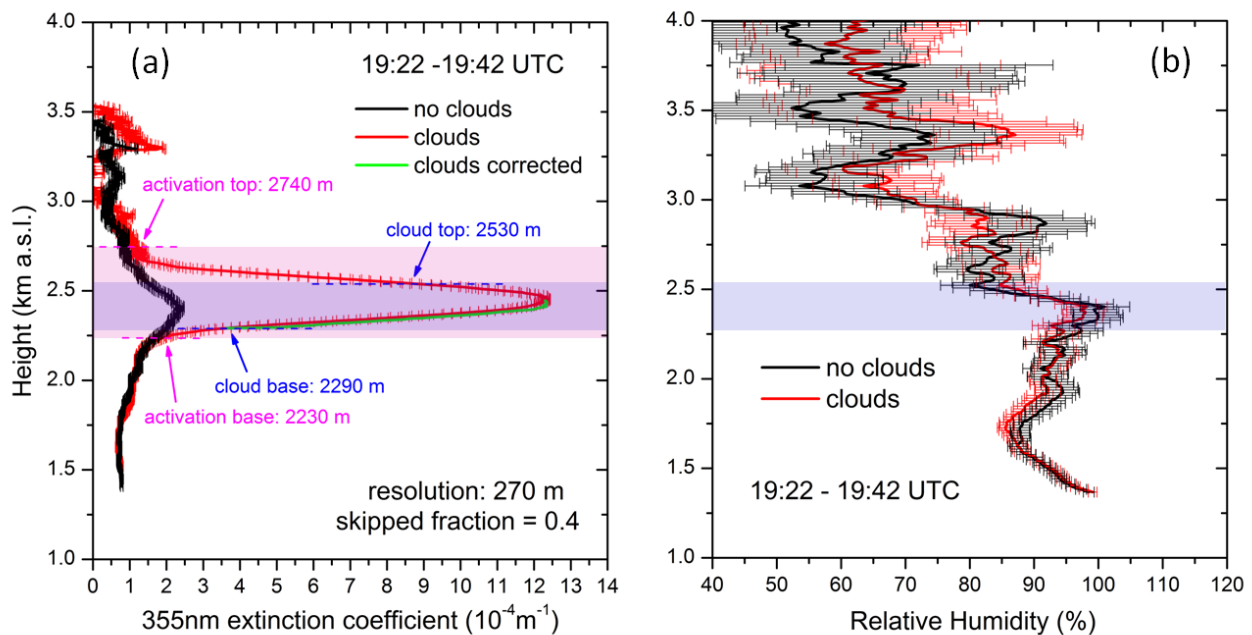 (a)
19:22 -19:42 UTC
no clouds
clouds
clouds corrected
activation top: 2740 m
cloud top: 2530 m
cloud base: 2290 m
activation base: 2230 m
resolution: 270 m
skipped fraction = 0.4
4.0
3.5
3.0
2.5
2.0
1.5
1.0
Height (km a.s.l.)
0 1 2 3 4 5 6 7 8 9 10 11 12 13 14
355nm extinction coefficient (10⁻⁴m⁻¹)
(b)
no clouds
clouds
19:22 - 19:42 UTC
4.0
3.5
3.0
2.5
2.0
1.5
1.0
40 50 60 70 80 90 100 110 120
Relative Humidity (%)